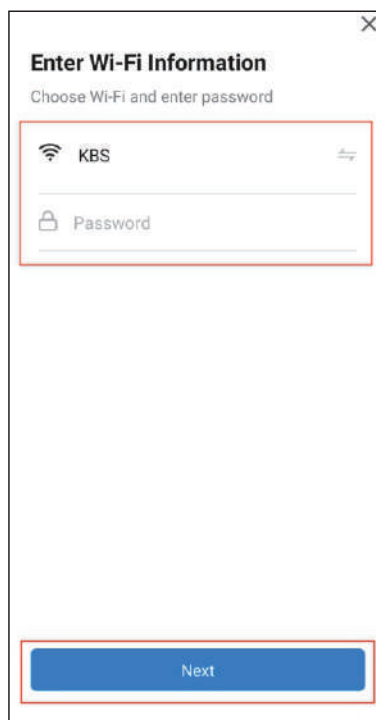 Enter Wi-Fi Information
Choose Wi-Fi and enter password
KBS
Password
Next